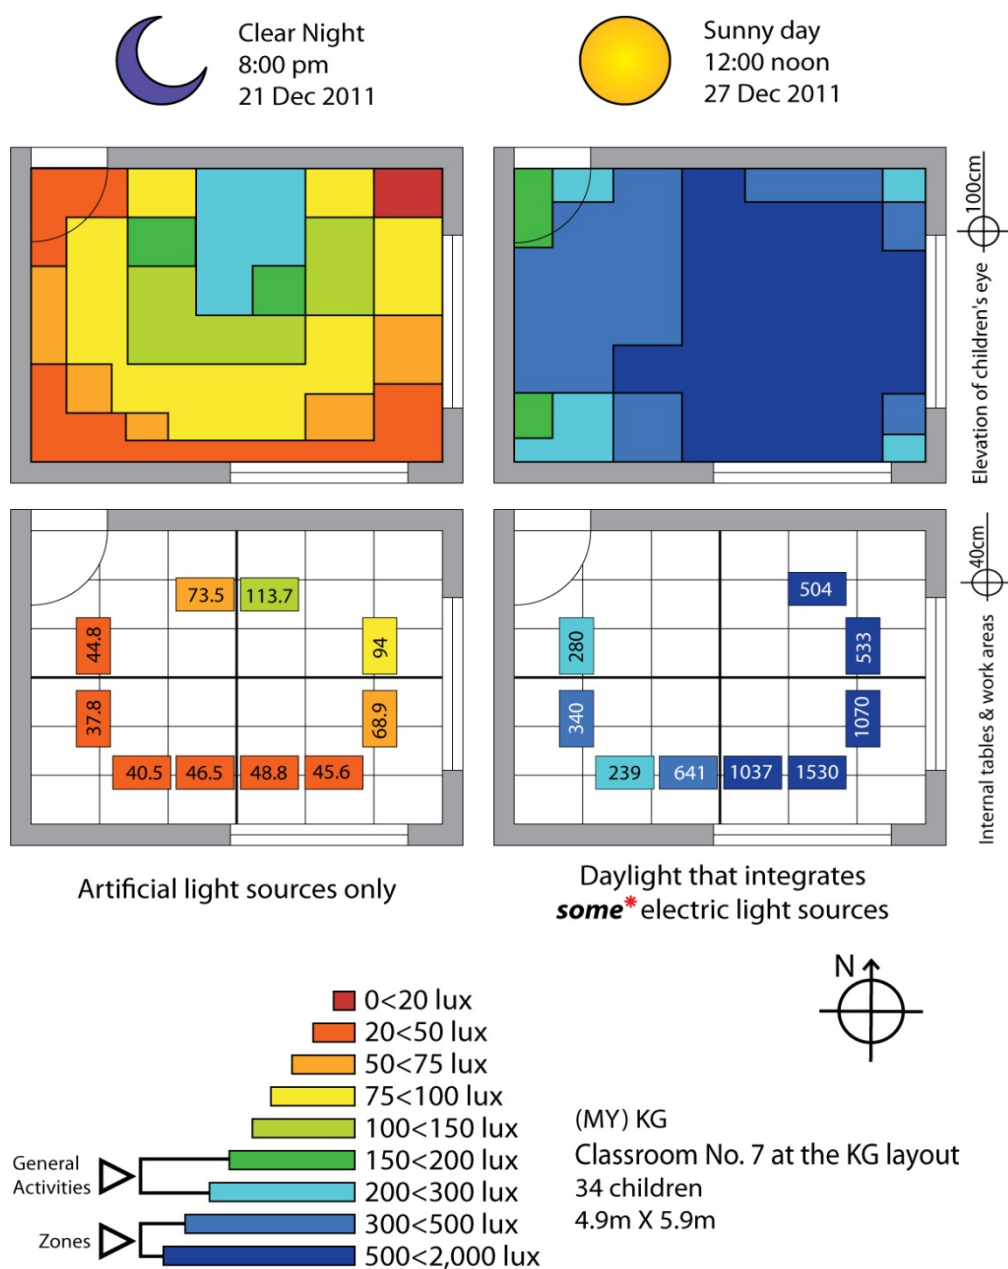 Clear Night
8:00 pm
21 Dec 2011
Sunny day
12:00 noon
27 Dec 2011
100cm
Elevation of children's eye
73.5
113.7
44.8
94
37.8
68.9
40.5
46.5
48.8
45.6
504
280
533
340
1070
239
641
1037
1530
40cm
Internal tables & work areas
Artificial light sources only
Daylight that integrates
some* electric light sources
N
0<20 lux
20<50 lux
50<75 lux
75<100 lux
100<150 lux
150<200 lux
200<300 lux
300<500 lux
500<2,000 lux
General
Activities
Zones
(MY) KG
Classroom No. 7 at the KG layout
34 children
4.9m X 5.9m